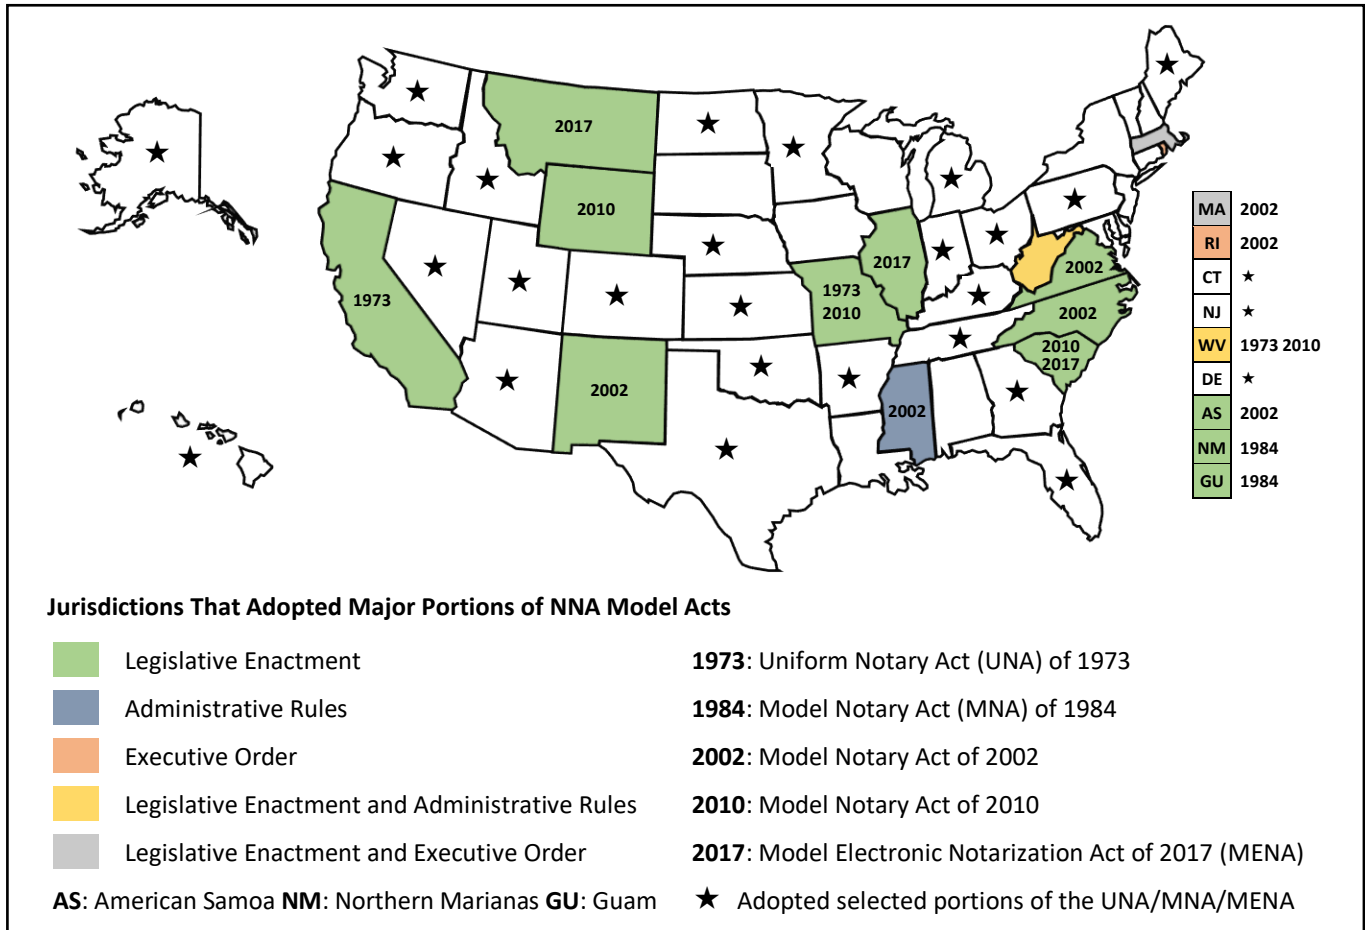 2017
2010
1973
2002
1973
2010
2017
2002
2002
2010
2017
2002
MA 2002
RI 2002
CT ★
NJ ★
WV 1973 2010
DE ★
AS 2002
NM 1984
GU 1984
Jurisdictions That Adopted Major Portions of NNA Model Acts
Legislative Enactment
Administrative Rules
Executive Order
Legislative Enactment and Administrative Rules
Legislative Enactment and Executive Order
AS: American Samoa NM: Northern Marianas GU: Guam
1973: Uniform Notary Act (UNA) of 1973
1984: Model Notary Act (MNA) of 1984
2002: Model Notary Act of 2002
2010: Model Notary Act of 2010
2017: Model Electronic Notarization Act of 2017 (MENA)
★ Adopted selected portions of the UNA/MNA/MENA